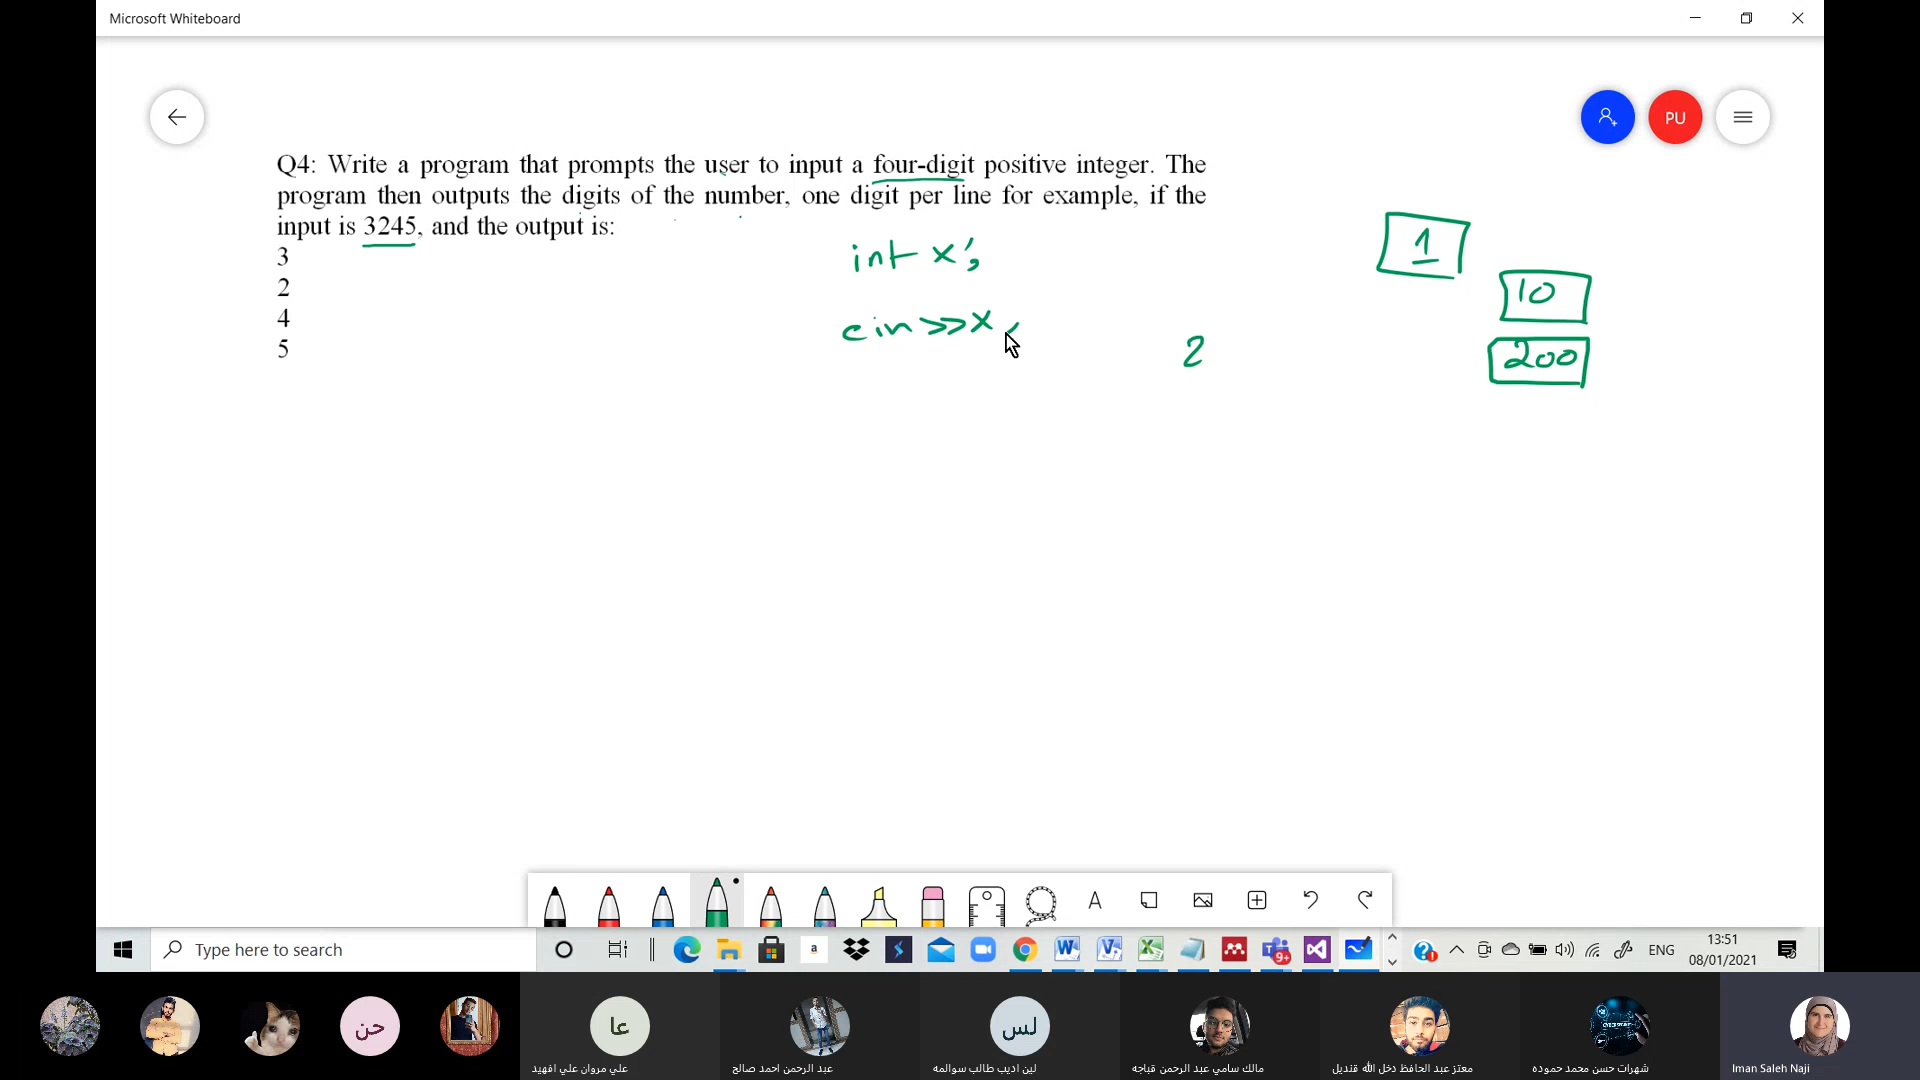 Microsoft Whiteboard
PU
Q4: Write a program that prompts the user to input a four-digit positive integer. The
program then outputs the digits of the number, one digit per line for example, if the
input is 3245, and the output is:
3
2
4
5
int x;
cin >> x
1
10
200
2
A
Type here to search
a
9+
ENG
13:51
08/01/2021
حن
عا
لس
علي مروان علي افهيد
عبد الرحمن احمد صالح
لين اديب طالب سوالمه
مالك سامي عبد الرحمن قباجه
معتز عبد الحافظ دخل الله قنديل
شهرات حسن محمد حموده
Iman Saleh Naji